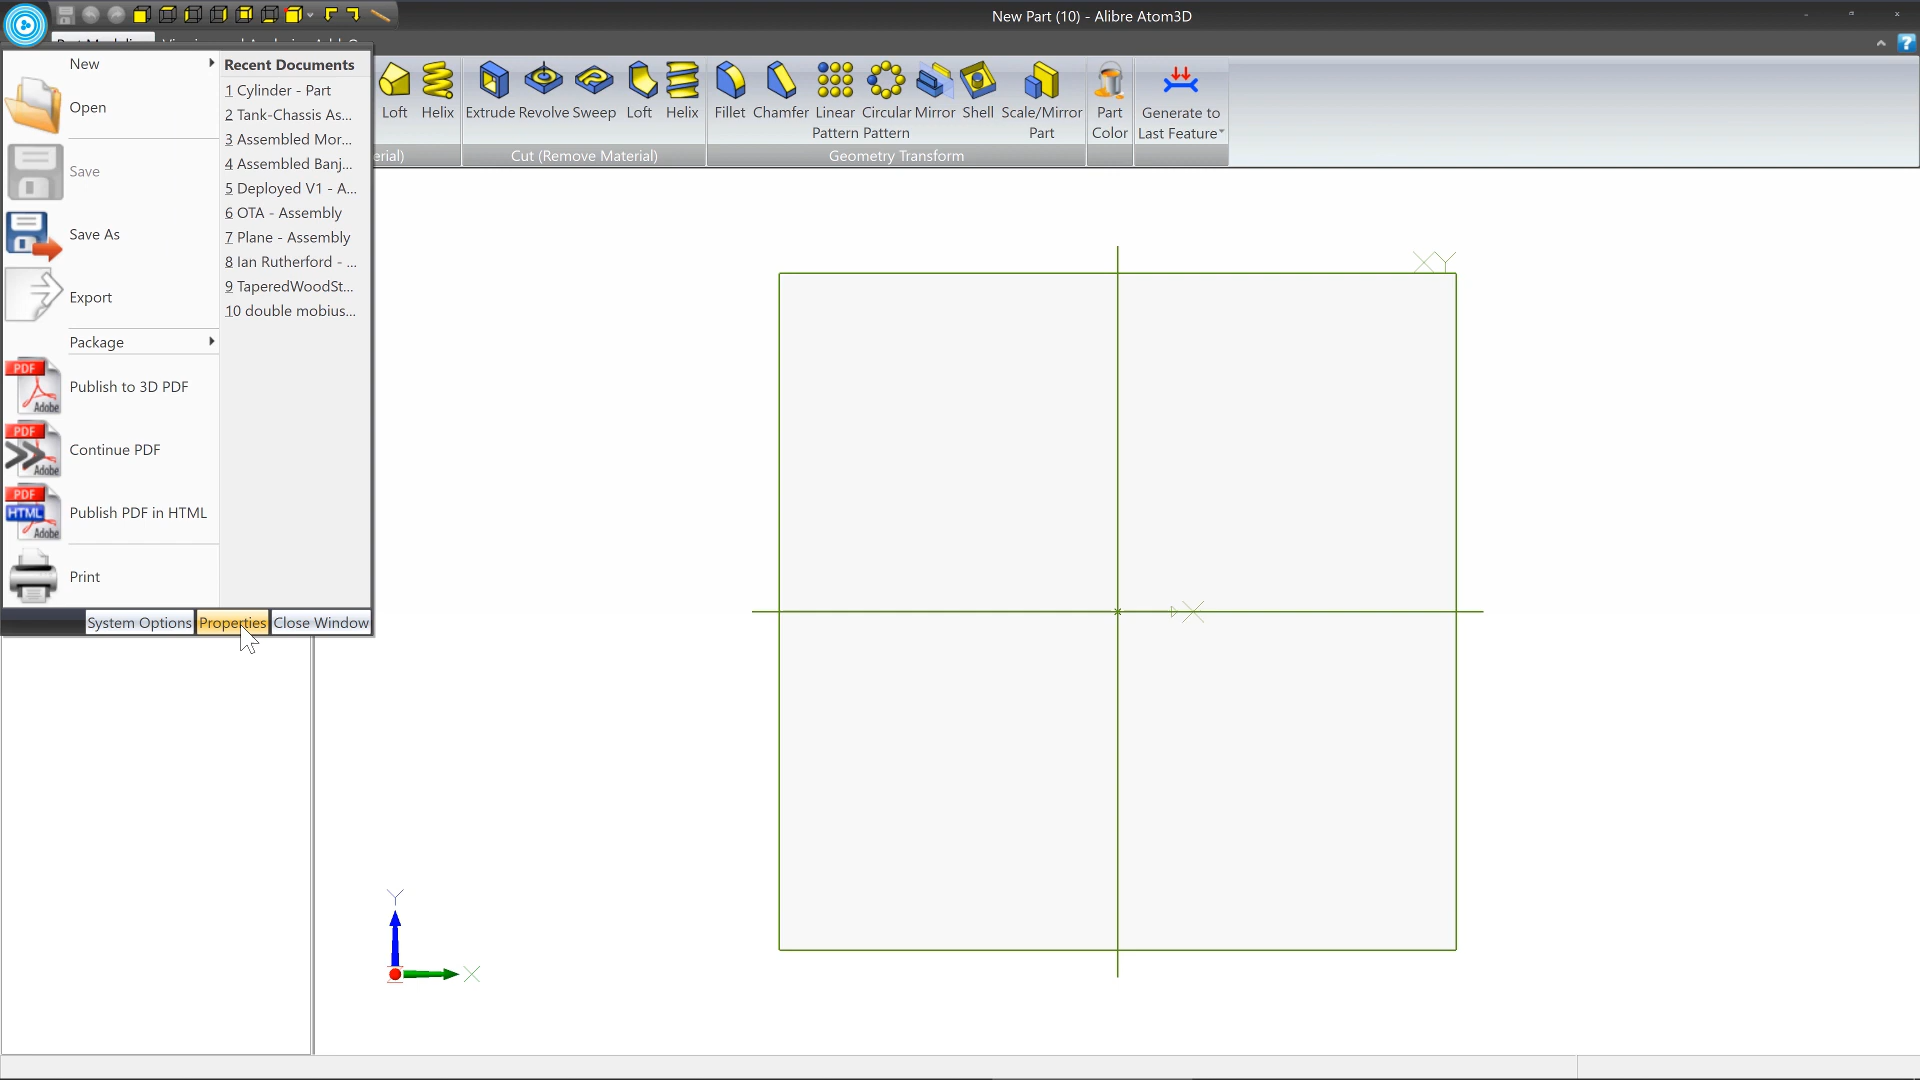 New Part (10) - Alibre Atom3D
New
Open
Save
Save As
Export
Package
Publish to 3D PDF
Continue PDF
Publish PDF in HTML
Print
PDF
Adobe
PDF
Adobe
PDF
HTML
Adobe
Recent Documents
1 Cylinder - Part
2 Tank-Chassis As...
3 Assembled Mor...
4 Assembled Banj...
5 Deployed V1 - A...
6 OTA - Assembly
7 Plane - Assembly
8 Ian Rutherford - ...
9 TaperedWoodSt...
10 double mobius...
System Options Properties Close Window
Loft Helix
erial)
Extrude Revolve Sweep Loft Helix
Cut (Remove Material)
Fillet Chamfer Linear Pattern Circular Pattern Mirror Shell Scale/Mirror Part
Geometry Transform
Part Color
Generate to
Last Feature
?
XY
X
Y
X